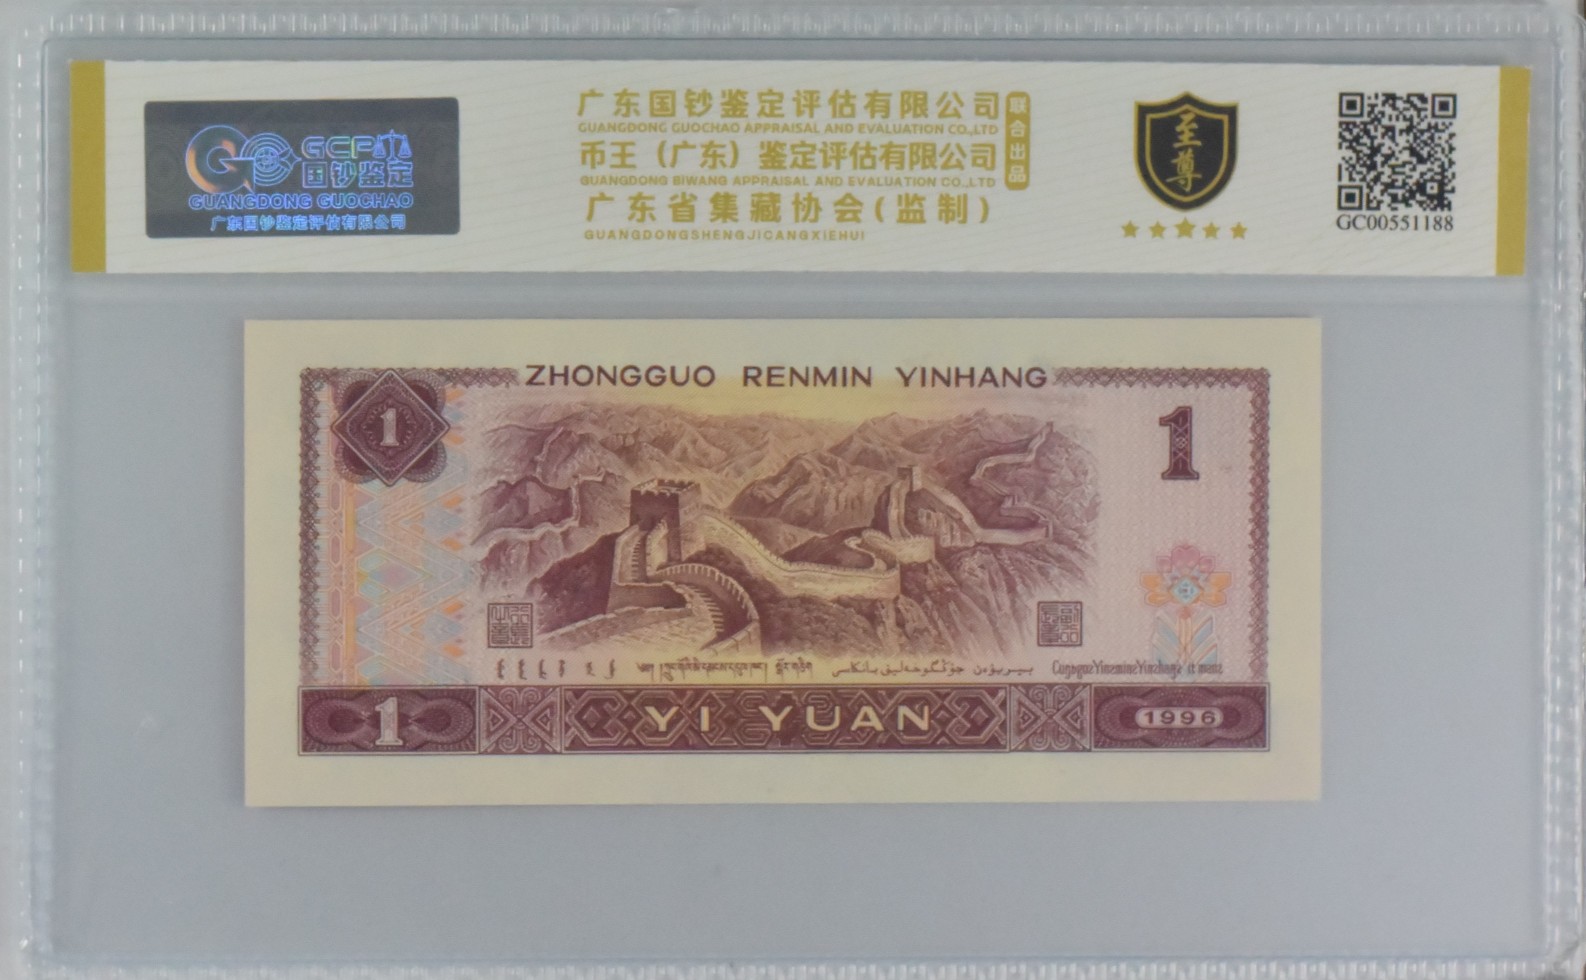 GCP
国钞鉴定
GUANGDONG GUOCHAO
广东国钞鉴定评估有限公司
广东国钞鉴定评估有限公司
GUANGDONG GUOCHAO APPRAISAL AND EVALUATION CO.,LTD
币王（广东）鉴定评估有限公司
GUANGDONG BIWANG APPRAISAL AND EVALUATION CO.,LTD
联合出品
广东省集藏协会(监制)
GUANGDONGSHENGJICANGXIEHUI
至尊
GC00551188
ZHONGGUO RENMIN YINHANG
1
1
1
YI YUAN
1996